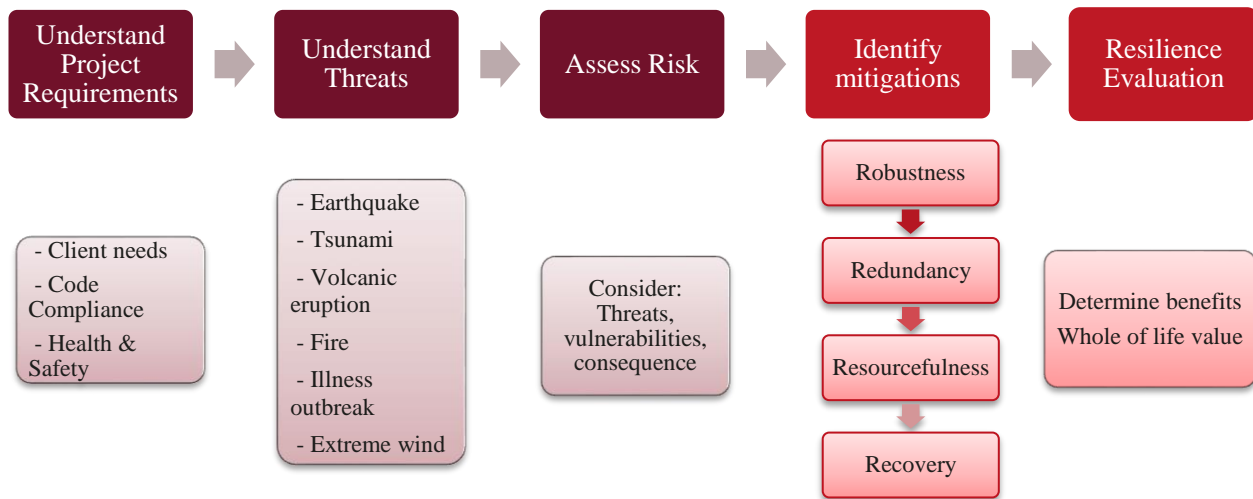 Understand
Project
Requirements
Understand
Threats
Assess Risk
Identify
mitigations
Resilience
Evaluation
- Client needs
- Code
Compliance
- Health &
Safety
- Earthquake
- Tsunami
- Volcanic
eruption
- Fire
- Illness
outbreak
- Extreme wind
Consider:
Threats,
vulnerabilities,
consequence
Robustness
Redundancy
Resourcefulness
Recovery
Determine benefits
Whole of life value